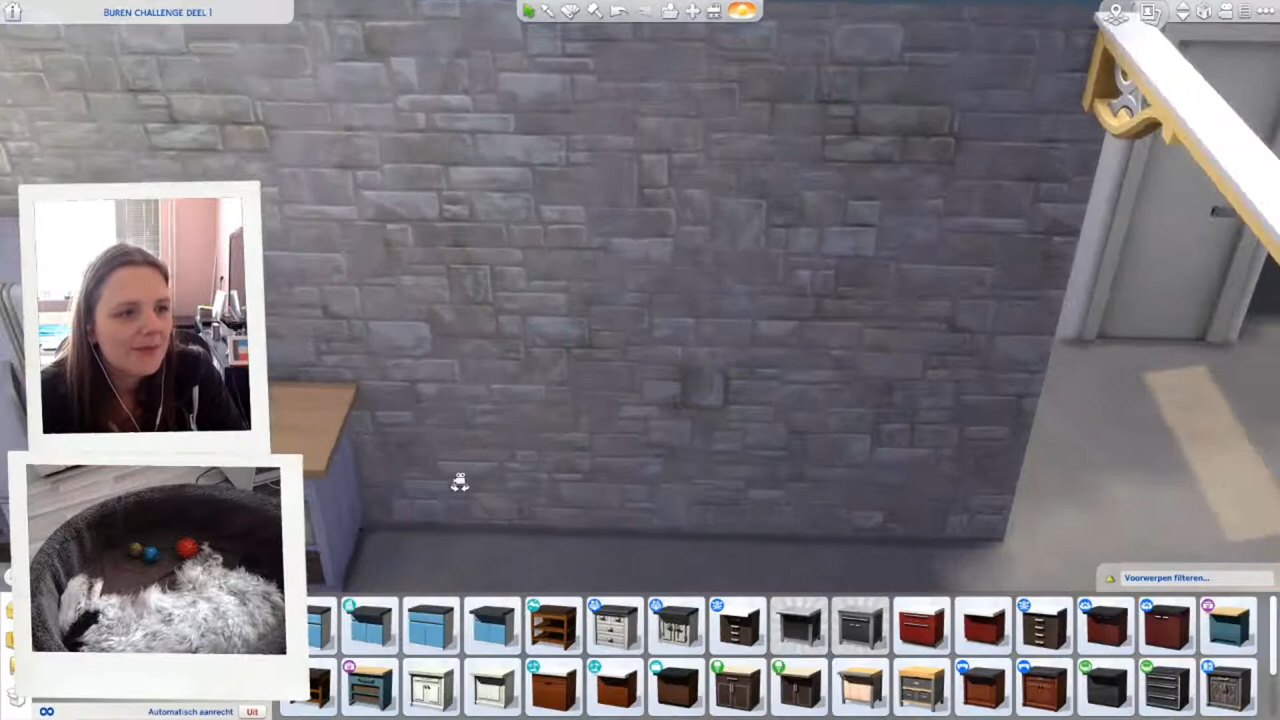 BUREN CHALLENGE DEEL 1
Voorwerpen filteren...
Automatisch aanrecht
Uit